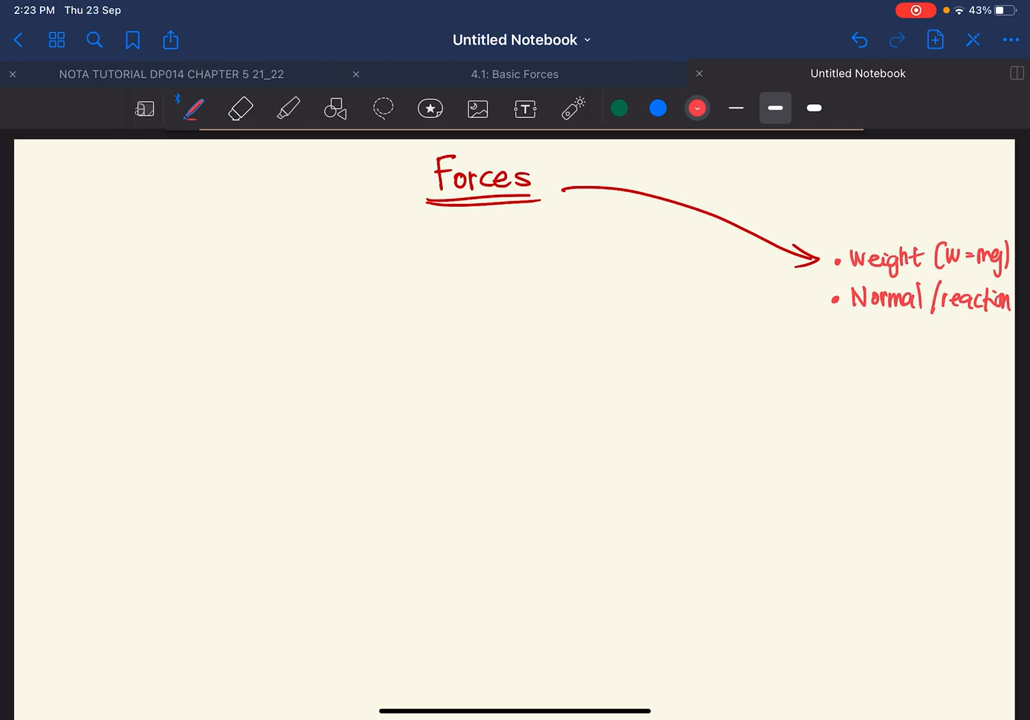 2:23 PM Thu 23 Sep 43%
Untitled Notebook
NOTA TUTORIAL DP014 CHAPTER 5 21_22 4.1: Basic Forces Untitled Notebook
Forces
• Weight (W=mg)
• Normal/reaction